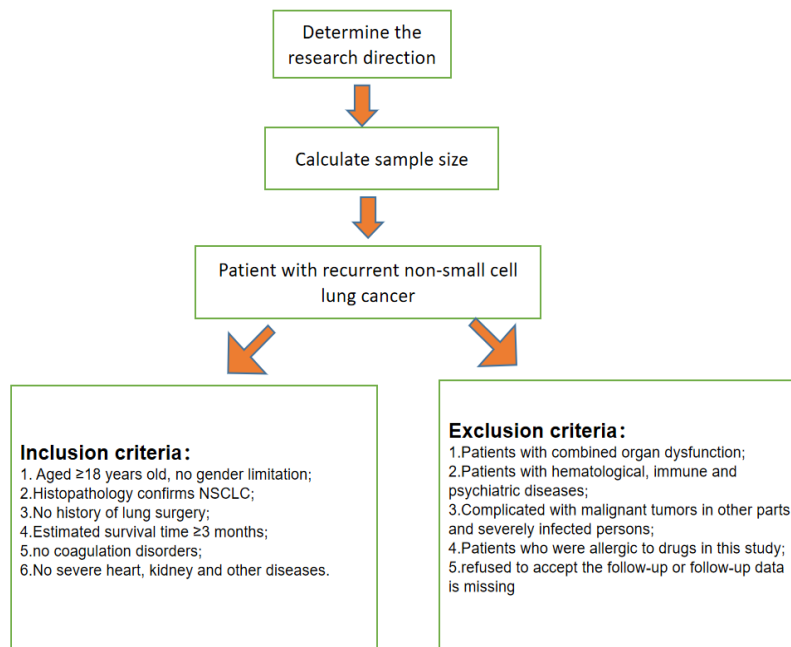 Determine the
research direction
Calculate sample size
Patient with recurrent non-small cell
lung cancer
Inclusion criteria:
1. Aged ≥18 years old, no gender limitation;
2.Histopathology confirms NSCLC;
3.No history of lung surgery;
4.Estimated survival time ≥3 months;
5.no coagulation disorders;
6.No severe heart, kidney and other diseases.
Exclusion criteria:
1.Patients with combined organ dysfunction;
2.Patients with hematological, immune and
psychiatric diseases;
3.Complicated with malignant tumors in other parts
and severely infected persons;
4.Patients who were allergic to drugs in this study;
5.refused to accept the follow-up or follow-up data
is missing